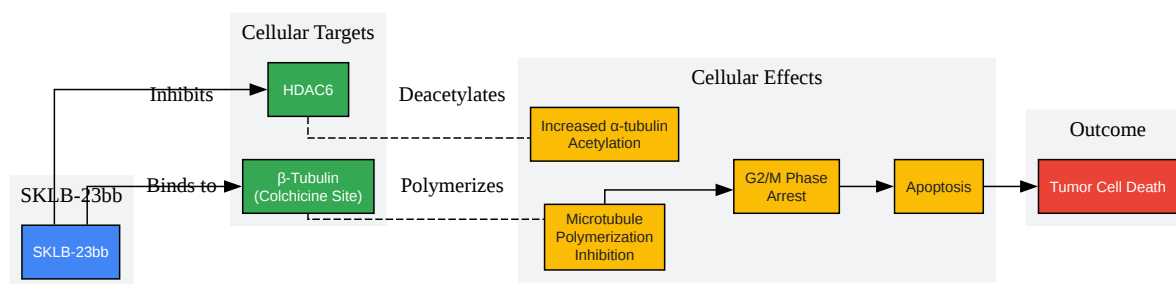 SKLB-23bb
SKLB-23bb
Inhibits
Binds to
Cellular Targets
HDAC6
β-Tubulin
(Colchicine Site)
Deacetylates
Polymerizes
Cellular Effects
Increased α-tubulin
Acetylation
Microtubule
Polymerization
Inhibition
G2/M Phase
Arrest
Apoptosis
Outcome
Tumor Cell Death